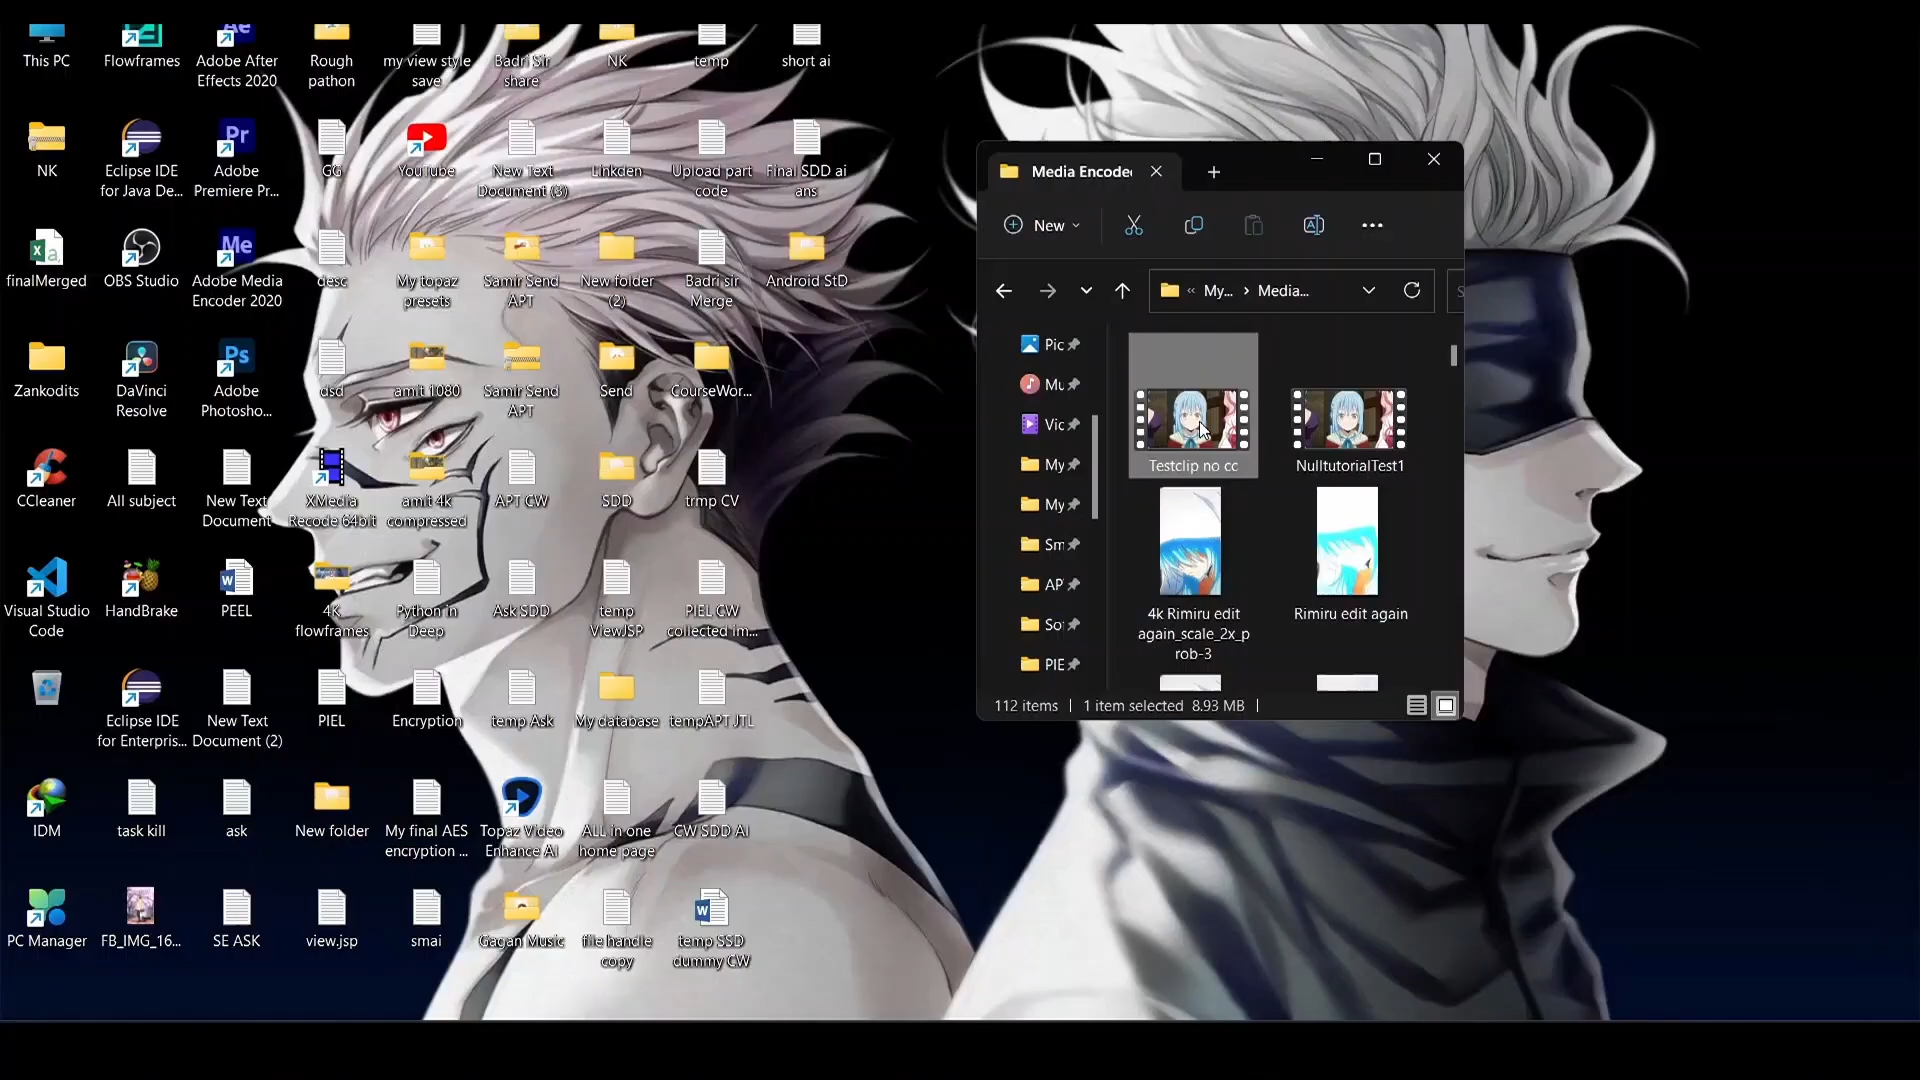 This PC
Flowframes
Adobe After
Effects 2020
Rough
pathon
my view style
save
Badri Sir
share
NK
temp
short ai
NK
Eclipse IDE
for Java De...
Adobe
Premiere Pr...
GG
YouTube
New Text
Document (3)
Linkden
Upload part
code
Final SDD ai
ans
finalMerged
OBS Studio
Adobe Media
Encoder 2020
desc
My topaz
presets
Samir Send
APT
New folder
(2)
Badri sir
Merge
Android StD
Zankodits
DaVinci
Resolve
Adobe
Photosho...
dsd
amit 1080
Samir Send
APT
Send
CourseWor...
CCleaner
All subject
New Text
Document
XMedia
Recode 64bit
amit 4k
compressed
APT CW
SDD
trmp CV
Visual Studio
Code
HandBrake
PEEL
4K
flowframes
Python in
Deep
Ask SDD
temp
ViewJSP
PIEL CW
collected im...
Eclipse IDE
for Enterpris...
New Text
Document (2)
PIEL
Encryption
temp Ask
My database
tempAPT JTL
IDM
task kill
ask
New folder
My final AES
encryption ...
Topaz Video
Enhance AI
ALL in one
home page
CW SDD AI
PC Manager
FB_IMG_16...
SE ASK
view.jsp
smai
Gagan Music
file handle
copy
temp SSD
dummy CW
Ae
Pr
Me
Ps
Media Encode
New
« My... > Media...
S
Pic
Mu
Vic
My
My
Sm
AP
So
PIE
Testclip no cc
NulltutorialTest1
4k Rimiru edit
again_scale_2x_p
rob-3
Rimiru edit again
112 items
1 item selected 8.93 MB